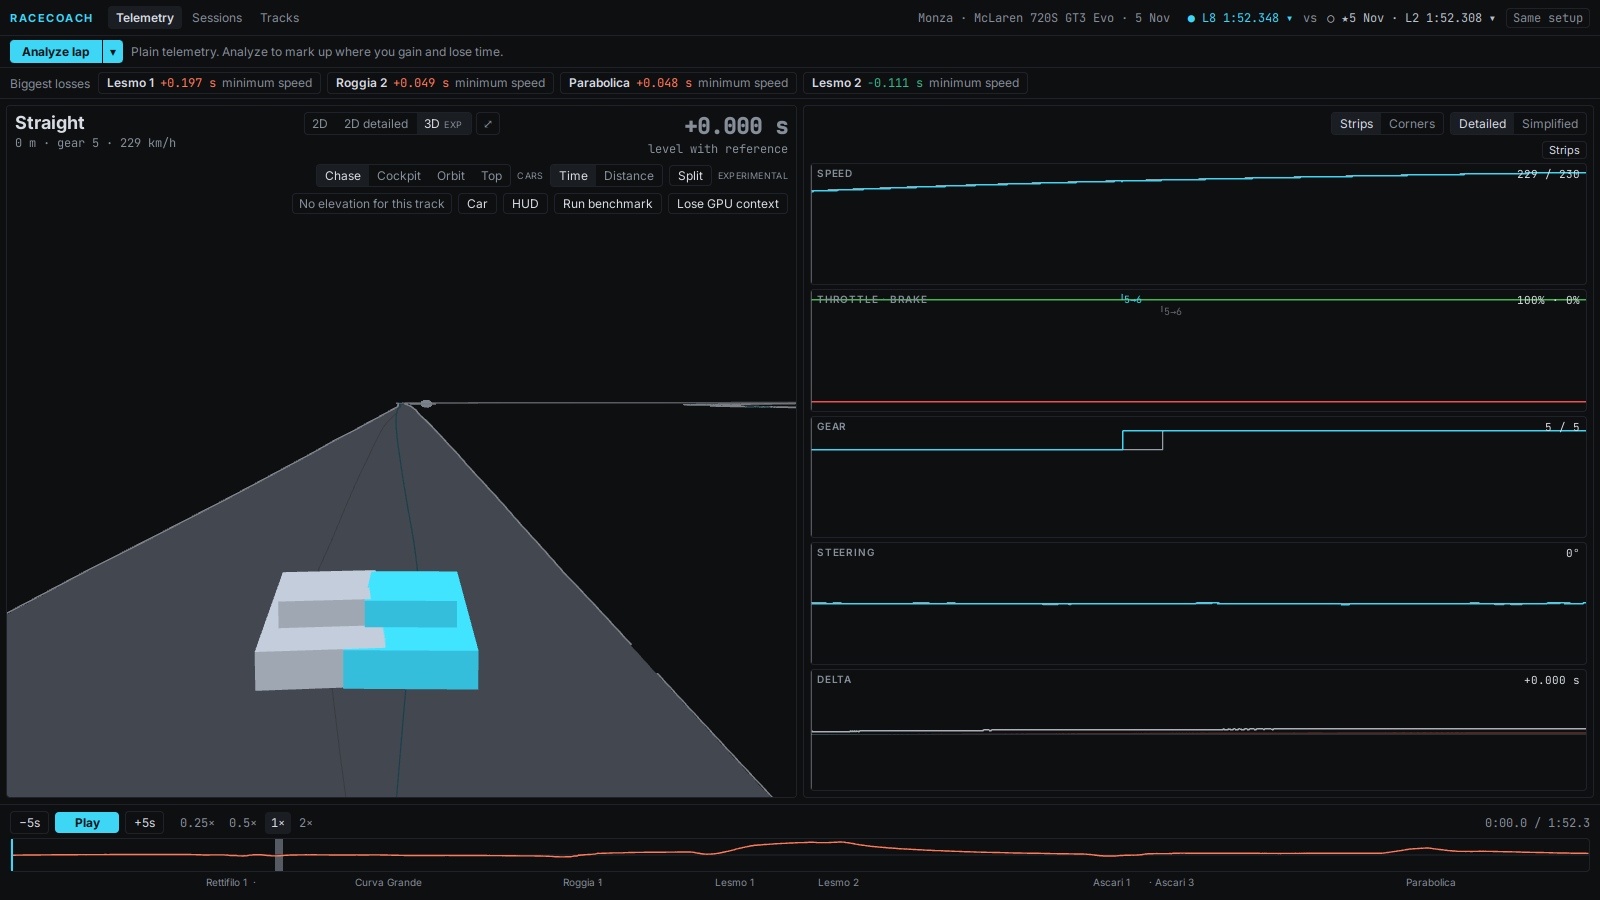 RACECOACH Telemetry Sessions Tracks Monza · McLaren 720S GT3 Evo · 5 Nov ● L8 1:52.348 ▾ vs ○ ★5 Nov · L2 1:52.308 ▾ Same setup
Analyze lap ▾ Plain telemetry. Analyze to mark up where you gain and lose time.
Biggest losses Lesmo 1 +0.197 s minimum speed Roggia 2 +0.049 s minimum speed Parabolica +0.048 s minimum speed Lesmo 2 -0.111 s minimum speed
Straight 2D 2D detailed 3D EXP ⤢ +0.000 s
0 m · gear 5 · 229 km/h level with reference
Chase Cockpit Orbit Top CARS Time Distance Split EXPERIMENTAL
No elevation for this track Car HUD Run benchmark Lose GPU context
Strips Corners Detailed Simplified
Strips
SPEED 229 / 230
THROTTLE · BRAKE 5→6 100% · 0%
5→6
GEAR 5 / 5
STEERING 0°
DELTA +0.000 s
−5s Play +5s 0.25× 0.5× 1× 2× 0:00.0 / 1:52.3
Rettifilo 1 · Curva Grande Roggia Lesmo 1 Lesmo 2 Ascari 1 · Ascari 3 Parabolica